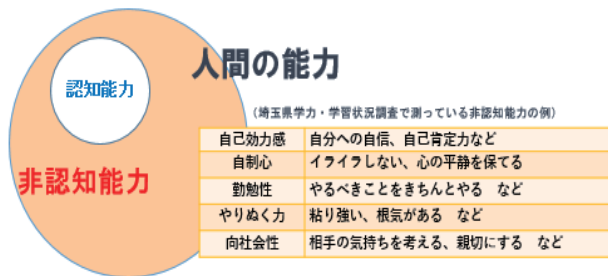 人間の能力
認知能力
非認知能力
(埼玉県学力・学習状況調査で測っている非認知能力の例)
自己効力感 自分への自信、自己肯定力など
自制心 イライラしない、心の平静を保てる
勤勉性 やるべきことをきちんとやる など
やりぬく力 粘り強い、根気がある など
向社会性 相手の気持ちを考える、親切にする など